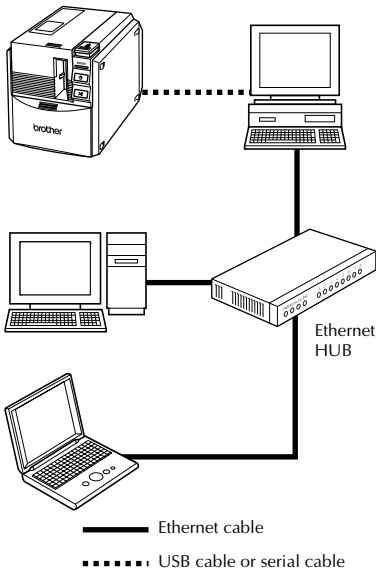 brother
Ethernet
HUB
Ethernet cable
USB cable or serial cable